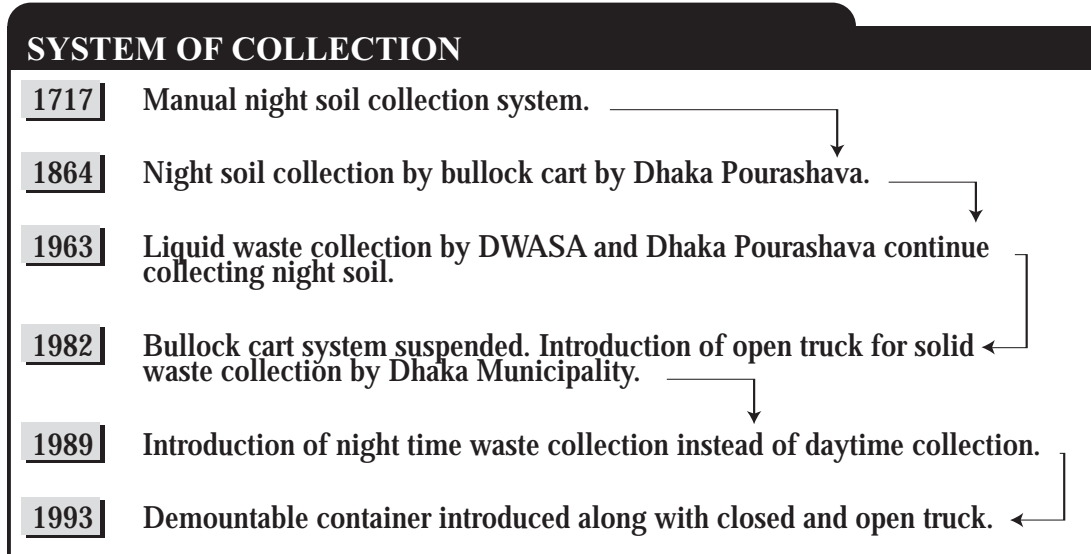 SYSTEM OF COLLECTION
1717 Manual night soil collection system.
1864 Night soil collection by bullock cart by Dhaka Pourashava.
1963 Liquid waste collection by DWASA and Dhaka Pourashava continue
collecting night soil.
1982 Bullock cart system suspended. Introduction of open truck for solid
waste collection by Dhaka Municipality.
1989 Introduction of night time waste collection instead of daytime collection.
1993 Demountable container introduced along with closed and open truck.